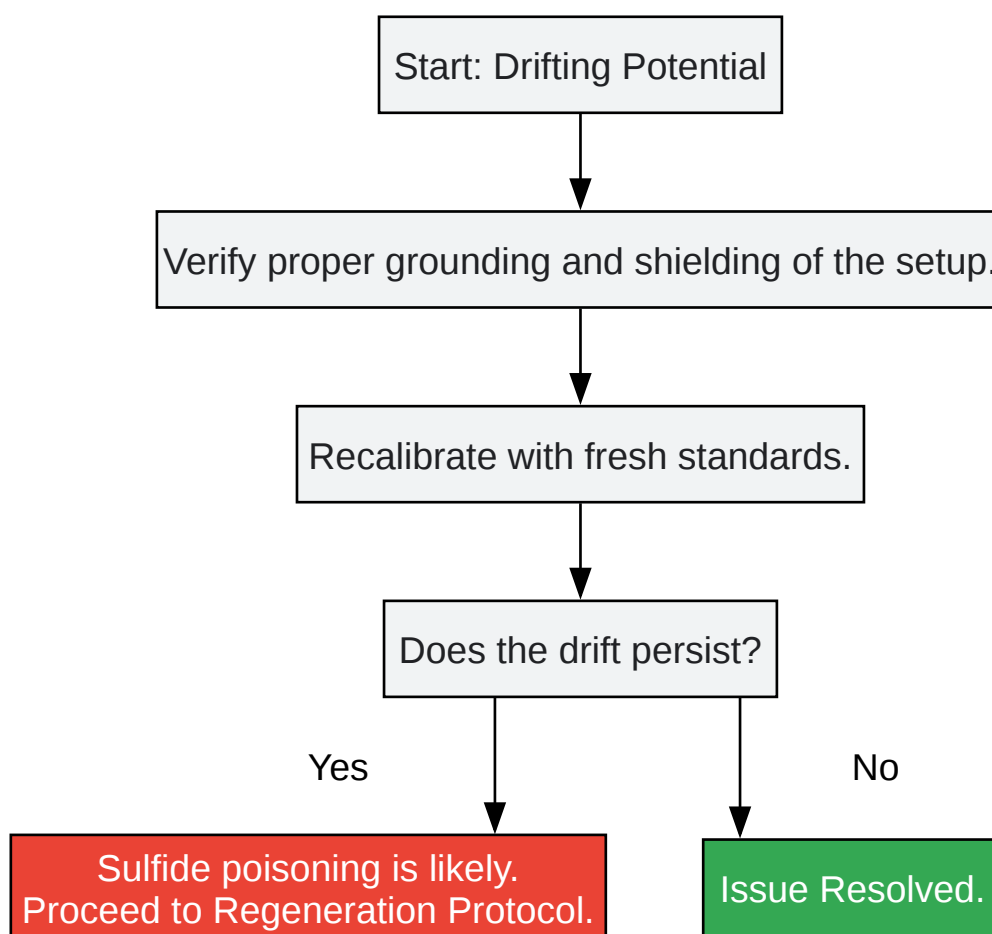 Start: Drifting Potential
Verify proper grounding and shielding of the setup.
Recalibrate with fresh standards.
Does the drift persist?
Yes
No
Sulfide poisoning is likely.
Proceed to Regeneration Protocol.
Issue Resolved.